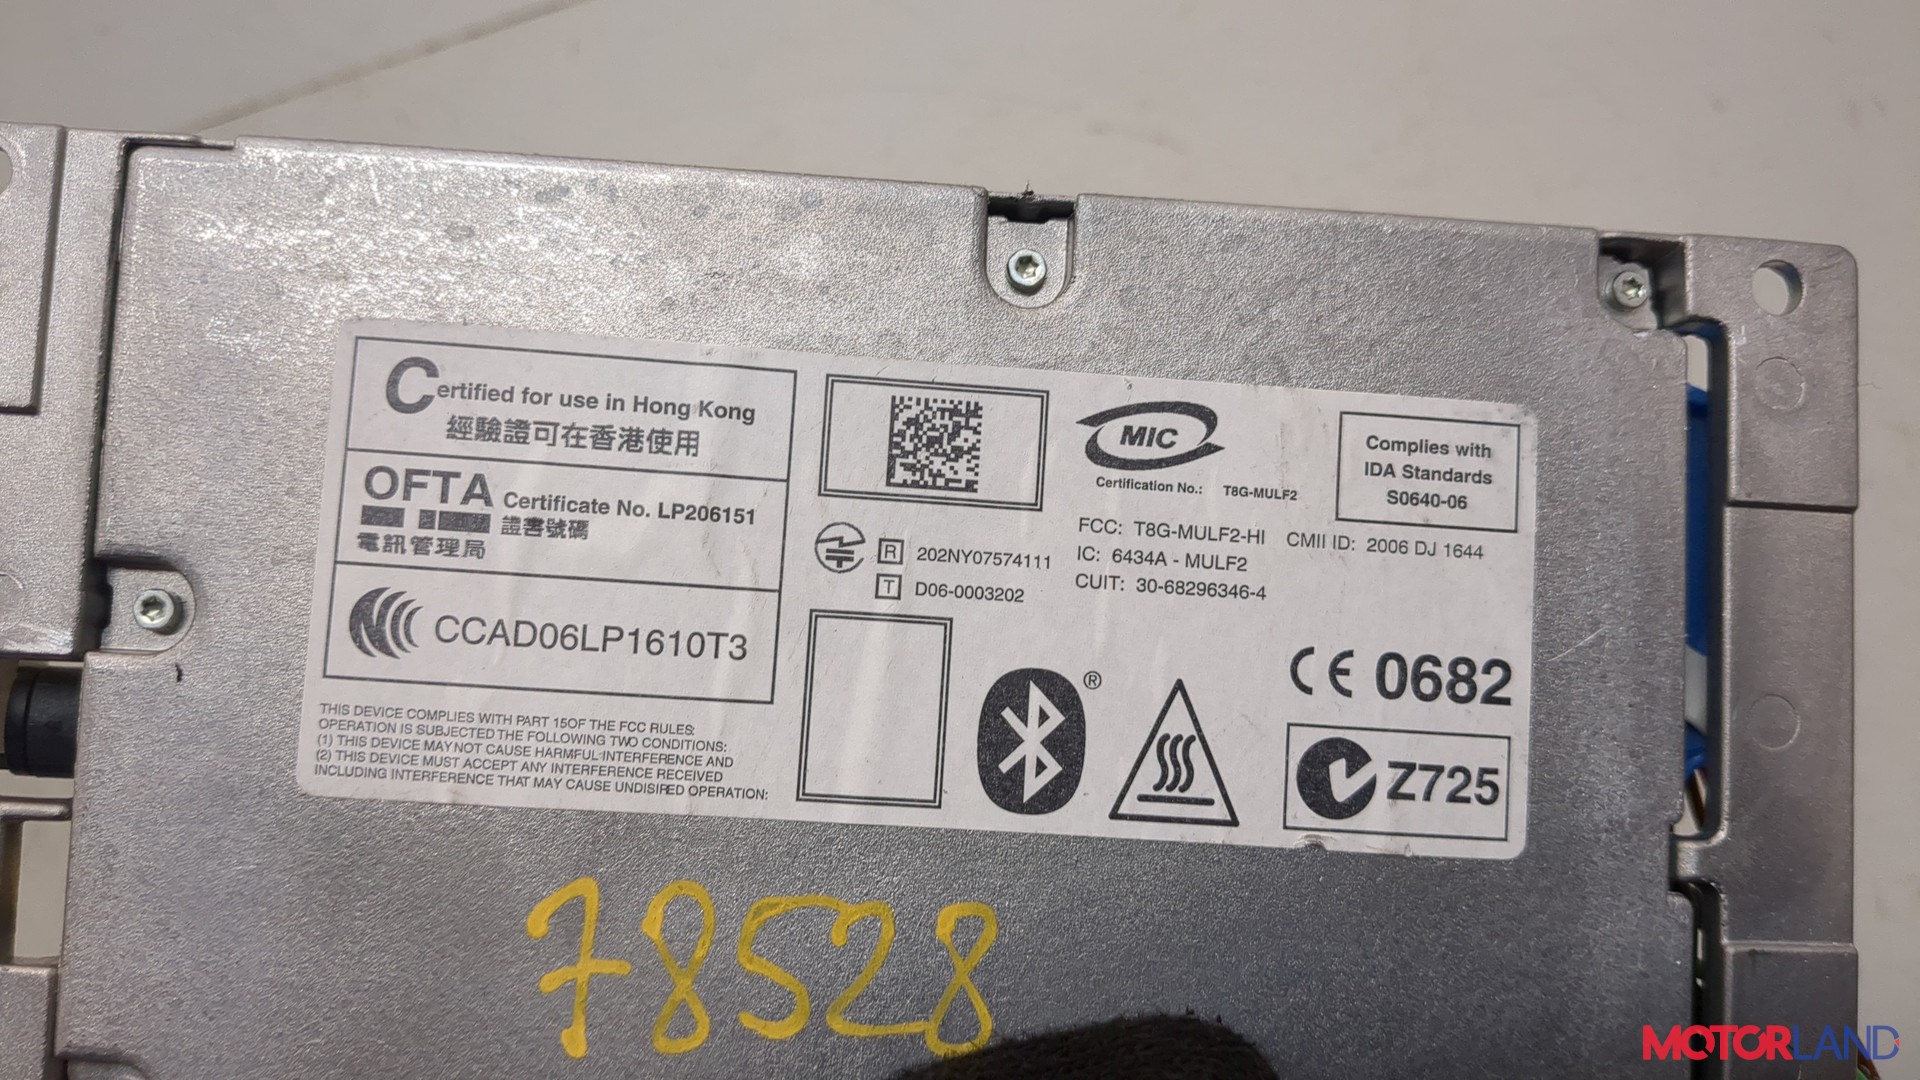 Certified for use in Hong Kong
經驗證可在香港使用
OFTA Certificate No. LP206151
證書號碼
電訊管理局
CCAD06LP1610T3
THIS DEVICE COMPLIES WITH PART 15OF THE FCC RULES:
OPERATION IS SUBJECTED THE FOLLOWING TWO CONDITIONS:
(1) THIS DEVICE MAY NOT CAUSE HARMFUL INTERFERENCE AND
(2) THIS DEVICE MUST ACCEPT ANY INTERFERENCE RECEIVED
INCLUDING INTERFERENCE THAT MAY CAUSE UNDISIRED OPERATION:
R 202NY07574111
T D06-0003202
MIC
Certification No.: T8G-MULF2
Complies with
IDA Standards
S0640-06
FCC: T8G-MULF2-HI CMII ID: 2006 DJ 1644
IC: 6434A - MULF2
CUIT: 30-68296346-4
®
CE 0682
Z725
78528
MOTORLAND